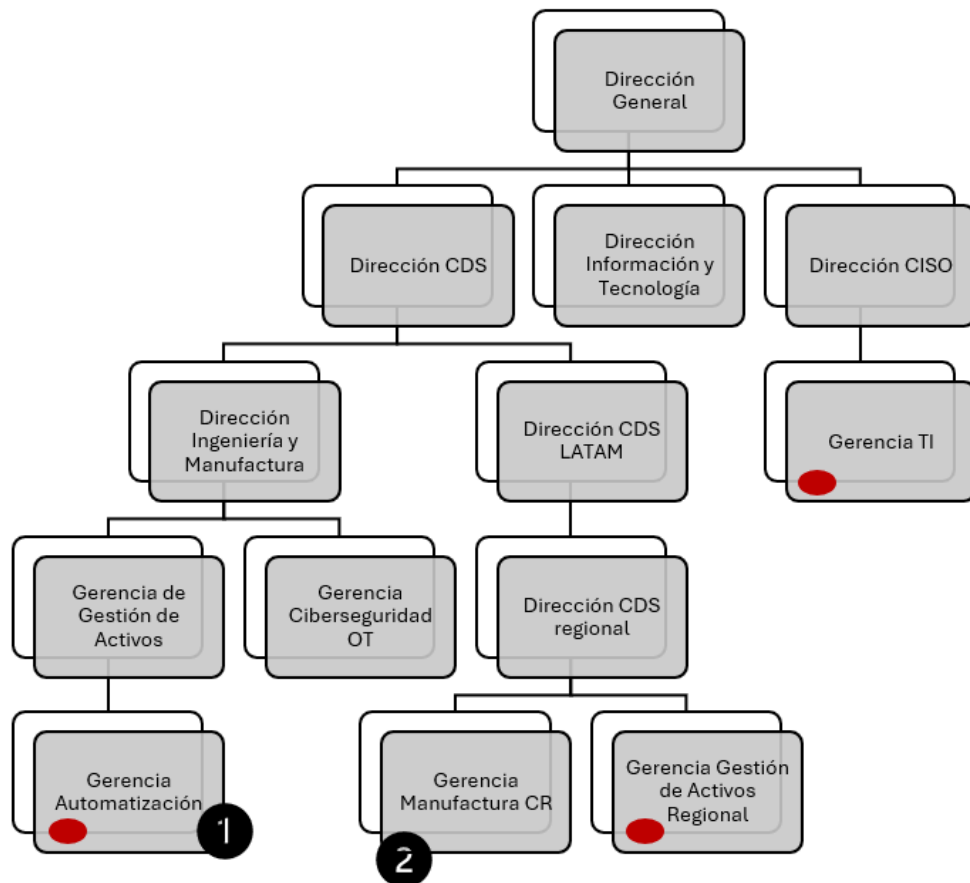 Dirección
General
Dirección CDS
Dirección
Información y
Tecnología
Dirección CISO
Dirección
Ingeniería y
Manufactura
Dirección CDS
LATAM
Gerencia TI
Gerencia de
Gestión de
Activos
Gerencia
Ciberseguridad
OT
Dirección CDS
regional
Gerencia
Automatización
1
Gerencia
Manufactura CR
2
Gerencia Gestión
de Activos
Regional